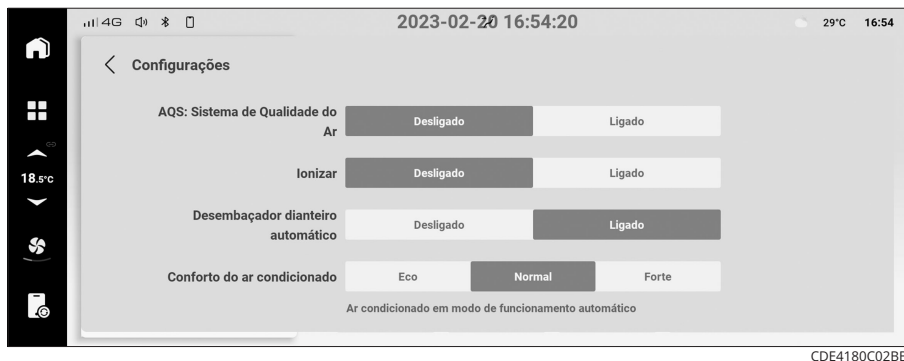 4G 2023-02-20 16:54:20 29°C 16:54
Configurações
AQS: Sistema de Qualidade do
Ar
Desligado Ligado
18.5°C
Ionizar Desligado Ligado
Desembaçador dianteiro
automático
Desligado Ligado
Conforto do ar condicionado Eco Normal Forte
Ar condicionado em modo de funcionamento automático
CDE4180C02BE